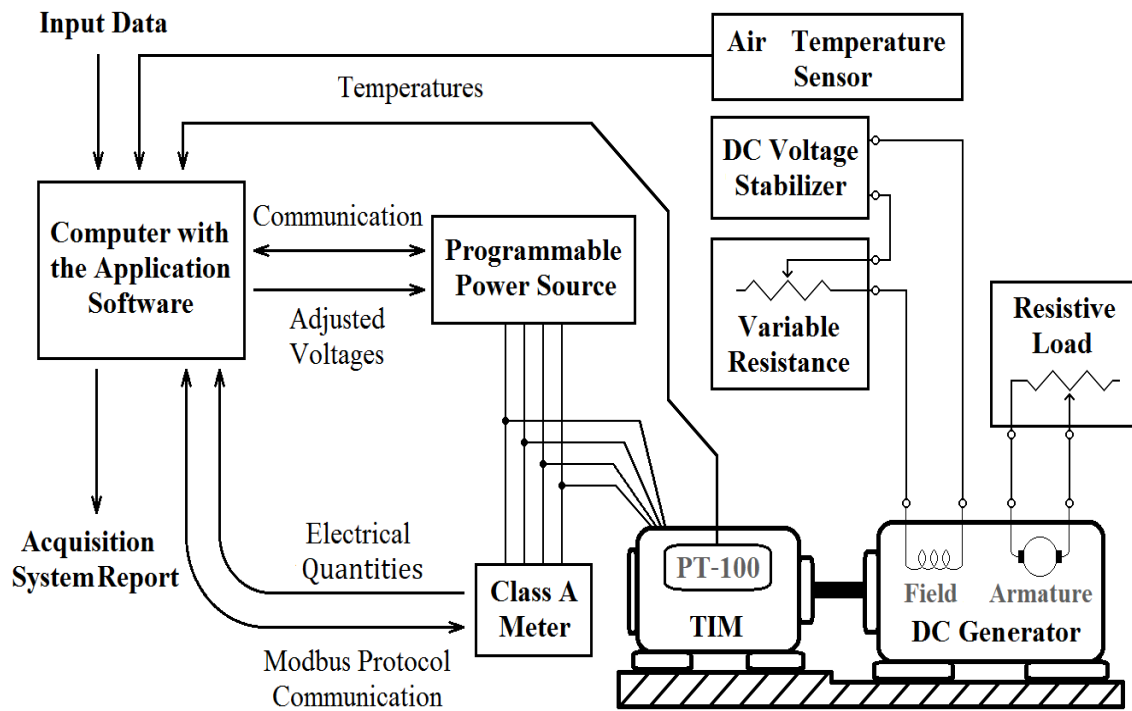 Input Data
Air Temperature
Sensor
Temperatures
DC Voltage
Stabilizer
Computer with
the Application
Software
Communication
Adjusted
Voltages
Programmable
Power Source
Variable
Resistance
Resistive
Load
Acquisition
System Report
Electrical
Quantities
Class A
Meter
Modbus Protocol
Communication
PT-100
TIM
Field
Armature
DC Generator